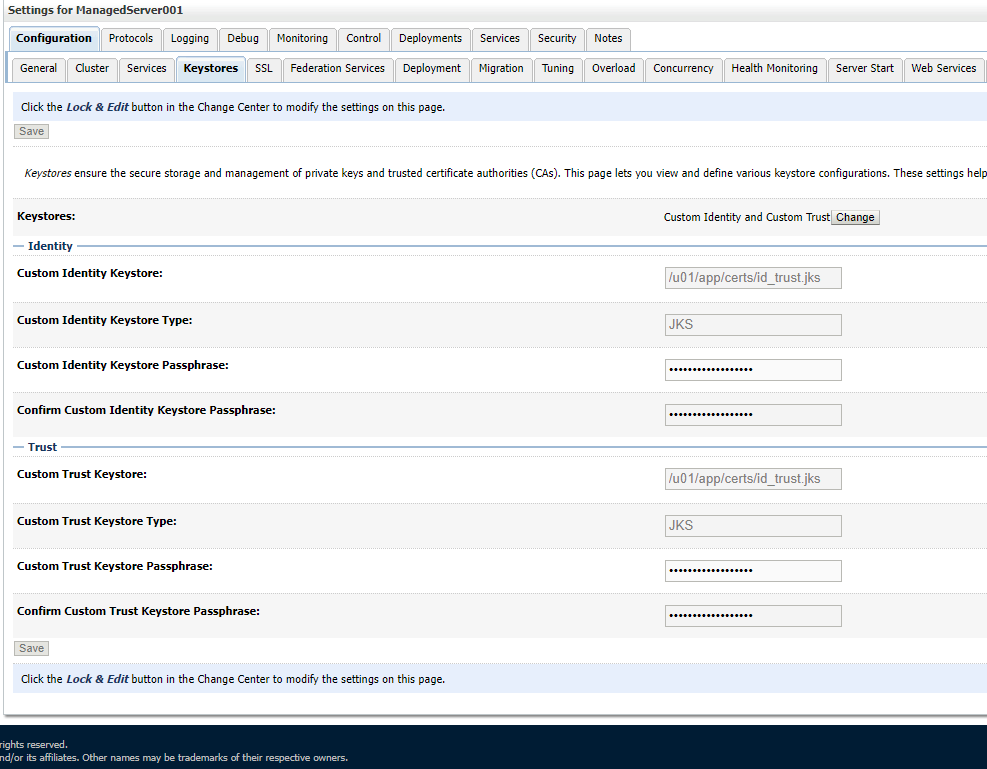 Settings for ManagedServer001
Configuration Protocols Logging Debug Monitoring Control Deployments Services Security Notes
General Cluster Services Keystores SSL Federation Services Deployment Migration Tuning Overload Concurrency Health Monitoring Server Start Web Services
Click the Lock & Edit button in the Change Center to modify the settings on this page.
Save
Keystores ensure the secure storage and management of private keys and trusted certificate authorities (CAs). This page lets you view and define various keystore configurations. These settings help
Keystores: Custom Identity and Custom Trust Change
Identity
Custom Identity Keystore: /u01/app/certs/id_trust.jks
Custom Identity Keystore Type: JKS
Custom Identity Keystore Passphrase: ••••••••••••••••••
Confirm Custom Identity Keystore Passphrase: ••••••••••••••••••
Trust
Custom Trust Keystore: /u01/app/certs/id_trust.jks
Custom Trust Keystore Type: JKS
Custom Trust Keystore Passphrase: ••••••••••••••••••
Confirm Custom Trust Keystore Passphrase: ••••••••••••••••••
Save
Click the Lock & Edit button in the Change Center to modify the settings on this page.
rights reserved.
nd/or its affiliates. Other names may be trademarks of their respective owners.